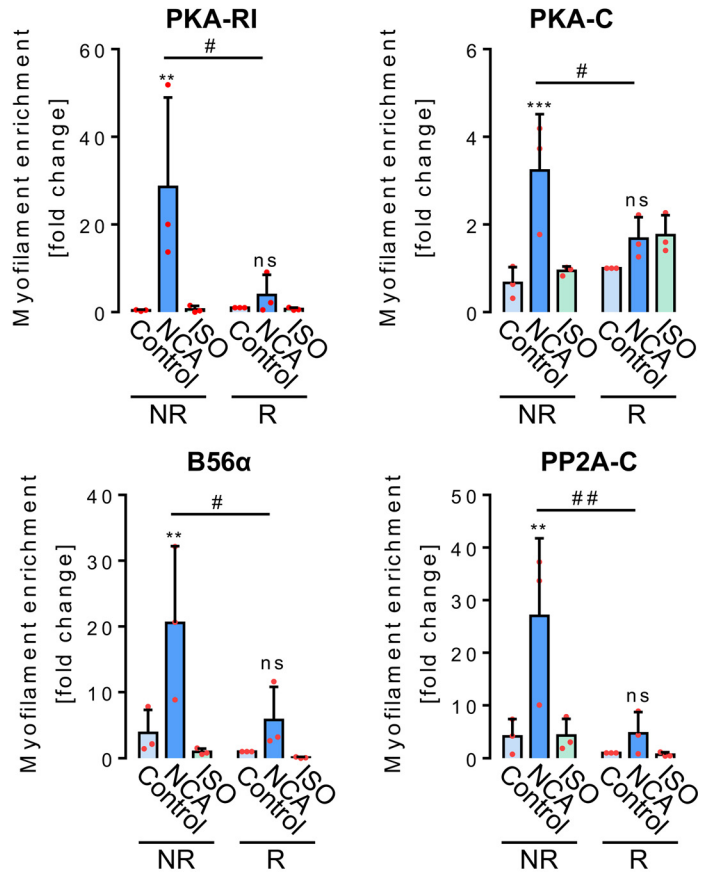 PKA-RI
Myofilament enrichment
[fold change]
60
40
20
0
#
**
ns
Control
NCA
ISO
Control
NCA
ISO
NR
R
PKA-C
Myofilament enrichment
[fold change]
6
4
2
0
#
***
ns
Control
NCA
ISO
Control
NCA
ISO
NR
R
B56α
Myofilament enrichment
[fold change]
40
30
20
10
0
#
**
ns
Control
NCA
ISO
Control
NCA
ISO
NR
R
PP2A-C
Myofilament enrichment
[fold change]
50
40
30
20
10
0
##
**
ns
Control
NCA
ISO
Control
NCA
ISO
NR
R